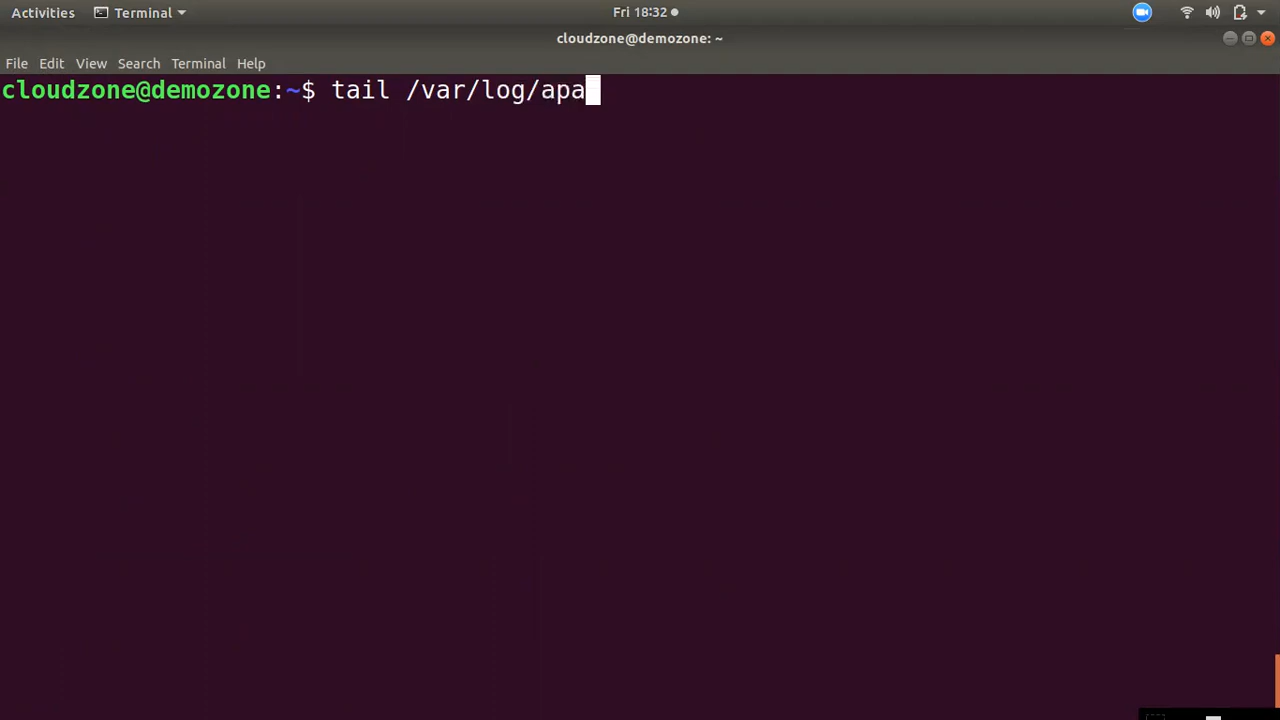 Activities Terminal Fri 18:32
cloudzone@demozone: ~
File Edit View Search Terminal Help
cloudzone@demozone:~$ tail /var/log/apa